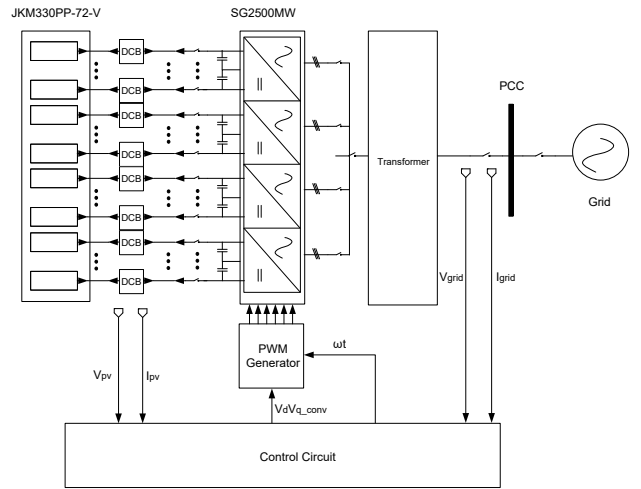 JKM330PP-72-V
SG2500MW
DCB
DCB
DCB
DCB
DCB
DCB
DCB
DCB
Transformer
PCC
Grid
Vgrid
Igrid
Vpv
Ipv
PWM
Generator
ωt
VdVq_conv
Control Circuit